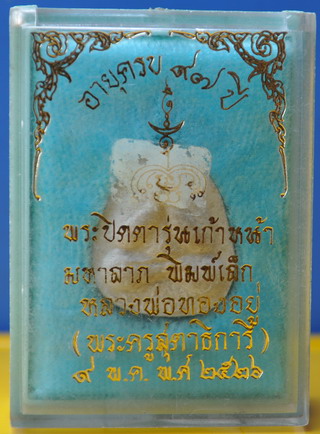 อายุครบ ๙๗ ปี
พระปิดตารุ่นเก้าหน้า
มหาลาภ พิมพ์เล็ก
หลวงพ่อทองอยู่
(พระครูสุตาธิการี)
๙ พ.ค. พ.ศ ๒๕๒๖